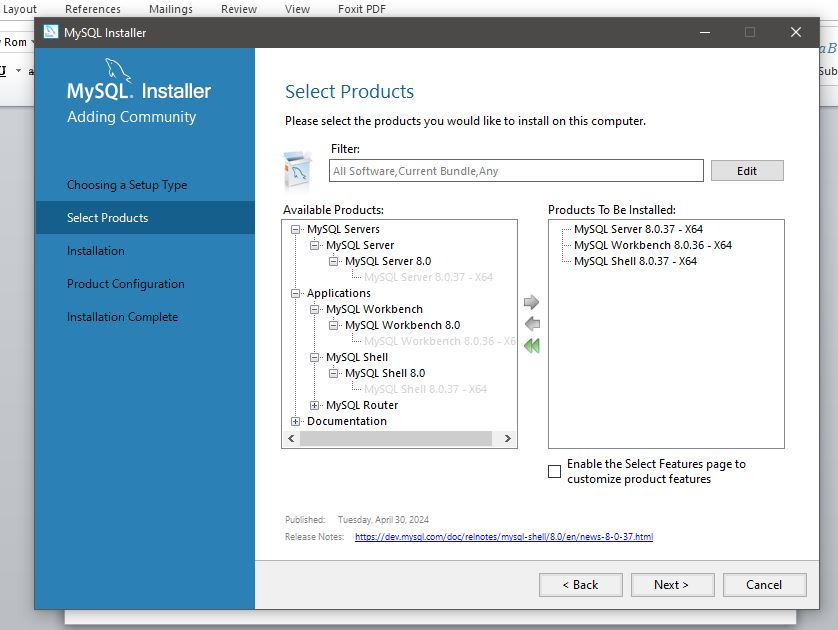 Layout References Mailings Review View Foxit PDF
MySQL Installer
Rom
U
MySQL. Installer
Adding Community
Choosing a Setup Type
Select Products
Installation
Product Configuration
Installation Complete
Select Products
Please select the products you would like to install on this computer.
Filter:
All Software,Current Bundle,Any
Edit
Available Products:
MySQL Servers
MySQL Server
MySQL Server 8.0
MySQL Server 8.0.37 - X64
Applications
MySQL Workbench
MySQL Workbench 8.0
MySQL Workbench 8.0.36 - X6
MySQL Shell
MySQL Shell 8.0
MySQL Shell 8.0.37 - X64
MySQL Router
Documentation
Products To Be Installed:
MySQL Server 8.0.37 - X64
MySQL Workbench 8.0.36 - X64
MySQL Shell 8.0.37 - X64
Enable the Select Features page to
customize product features
Published: Tuesday, April 30, 2024
Release Notes: https://dev.mysql.com/doc/relnotes/mysql-shell/8.0/en/news-8-0-37.html
< Back Next > Cancel
aB
Sub